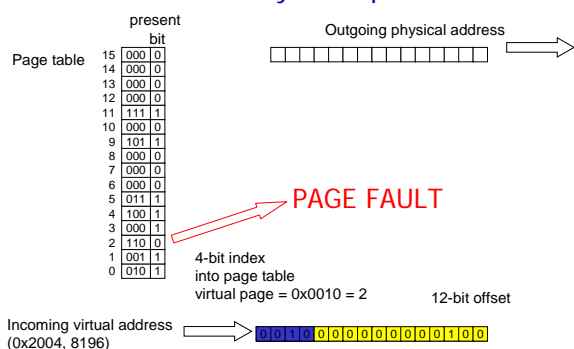 present
bit
Outgoing physical address
Page table
15 000 0
14 000 0
13 000 0
12 000 0
11 111 1
10 000 0
9 101 1
8 000 0
7 000 0
6 000 0
5 011 1
4 100 1
3 000 1
2 110 0
1 001 1
0 010 1
PAGE FAULT
4-bit index
into page table
virtual page = 0x0010 = 2
12-bit offset
Incoming virtual address
(0x2004, 8196)
0 0 1 0 0 0 0 0 0 0 0 0 0 1 0 0